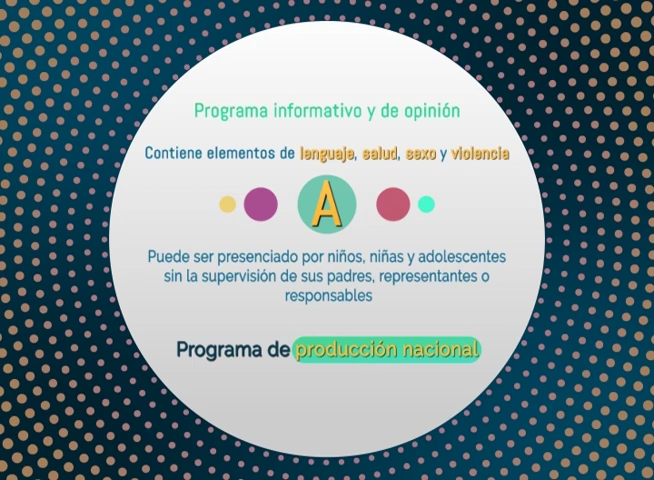 Programa informativo y de opinión
Contiene elementos de lenguaje, salud, sexo y violencia
A
Puede ser presenciado por niños, niñas y adolescentes
sin la supervisión de sus padres, representantes o
responsables
Programa de producción nacional